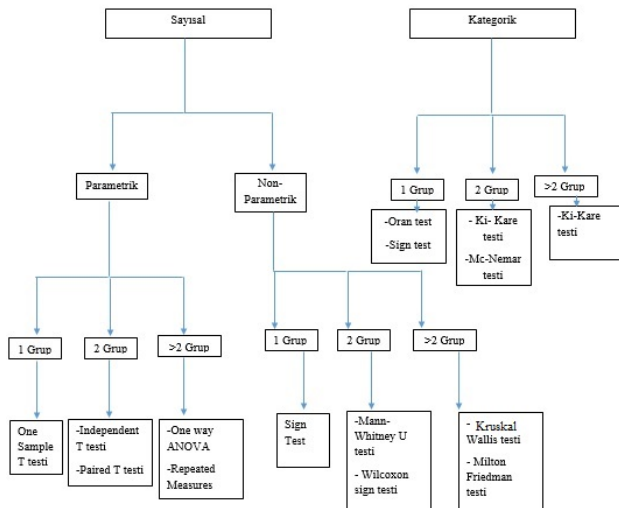 Sayısal
Kategorik
Parametrik
Non-
Parametrik
1 Grup
2 Grup
>2 Grup
-Oran test
-Sign test
- Ki- Kare
testi
-Mc-Nemar
testi
-Ki-Kare
testi
1 Grup
2 Grup
>2 Grup
1 Grup
2 Grup
>2 Grup
One
Sample
T testi
-Independent
T testi
-Paired T testi
-One way
ANOVA
-Repeated
Measures
Sign
Test
-Mann-
Whitney U
testi
- Wilcoxon
sign testi
-
Kruskal
Wallis testi
- Milton
Friedman
testi